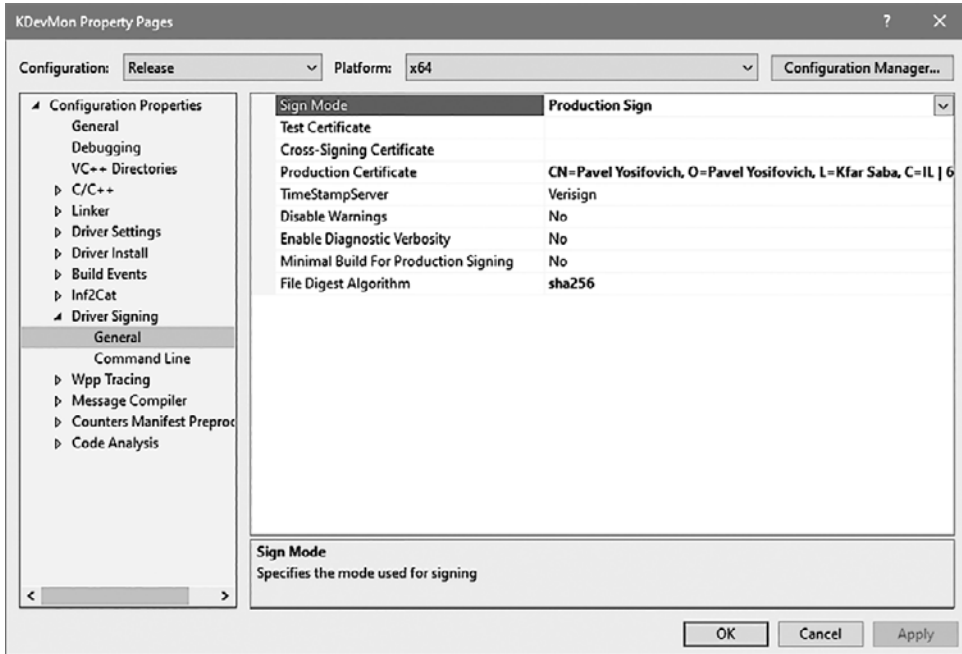 KDevMon Property Pages ? ×
Configuration: Release Platform: x64 Configuration Manager...
Configuration Properties
General
Debugging
VC++ Directories
C/C++
Linker
Driver Settings
Driver Install
Build Events
Inf2Cat
Driver Signing
General
Command Line
Wpp Tracing
Message Compiler
Counters Manifest Preproc
Code Analysis
Sign Mode Production Sign
Test Certificate
Cross-Signing Certificate
Production Certificate CN=Pavel Yosifovich, O=Pavel Yosifovich, L=Kfar Saba, C=IL | 6
TimeStampServer Verisign
Disable Warnings No
Enable Diagnostic Verbosity No
Minimal Build For Production Signing No
File Digest Algorithm sha256
Sign Mode
Specifies the mode used for signing
OK Cancel Apply